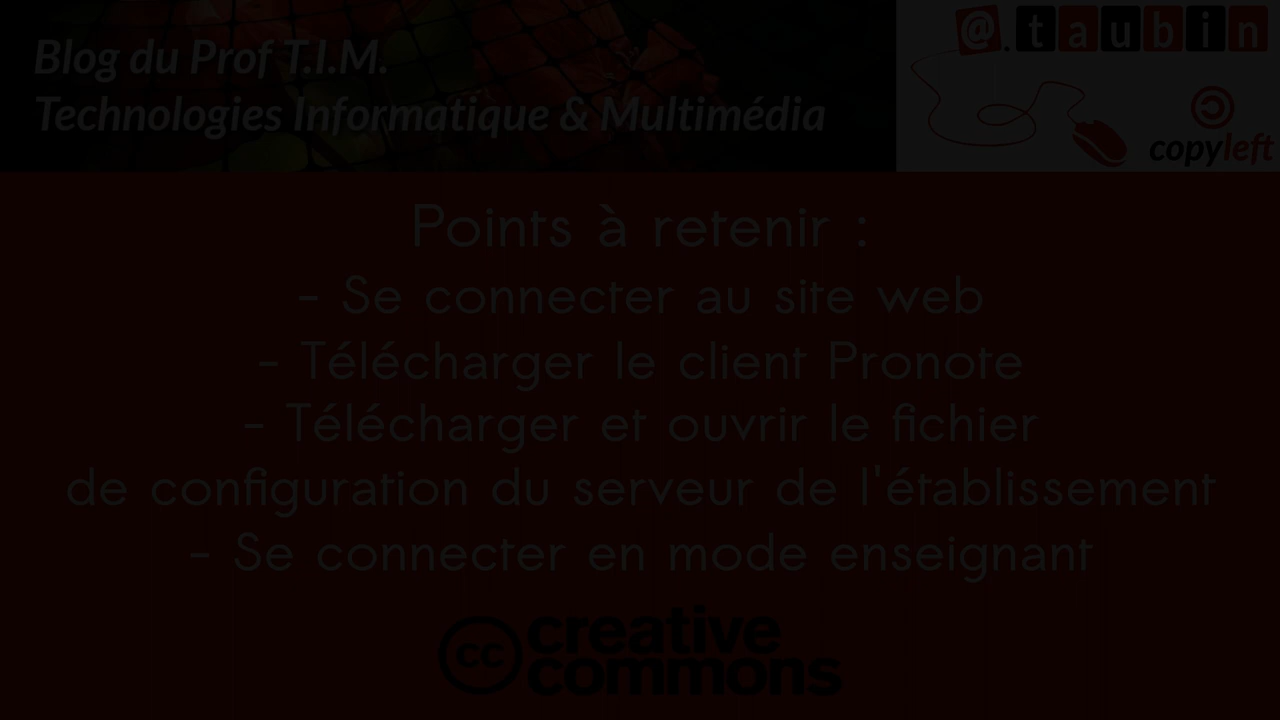 Blog du Prof T.I.M.
Technologies Informatique & Multimédia
@.taubin
copyleft
Points à retenir :
- Se connecter au site web
- Télécharger le client Pronote
- Télécharger et ouvrir le fichier
de configuration du serveur de l'établissement
- Se connecter en mode enseignant
cc creative
commons